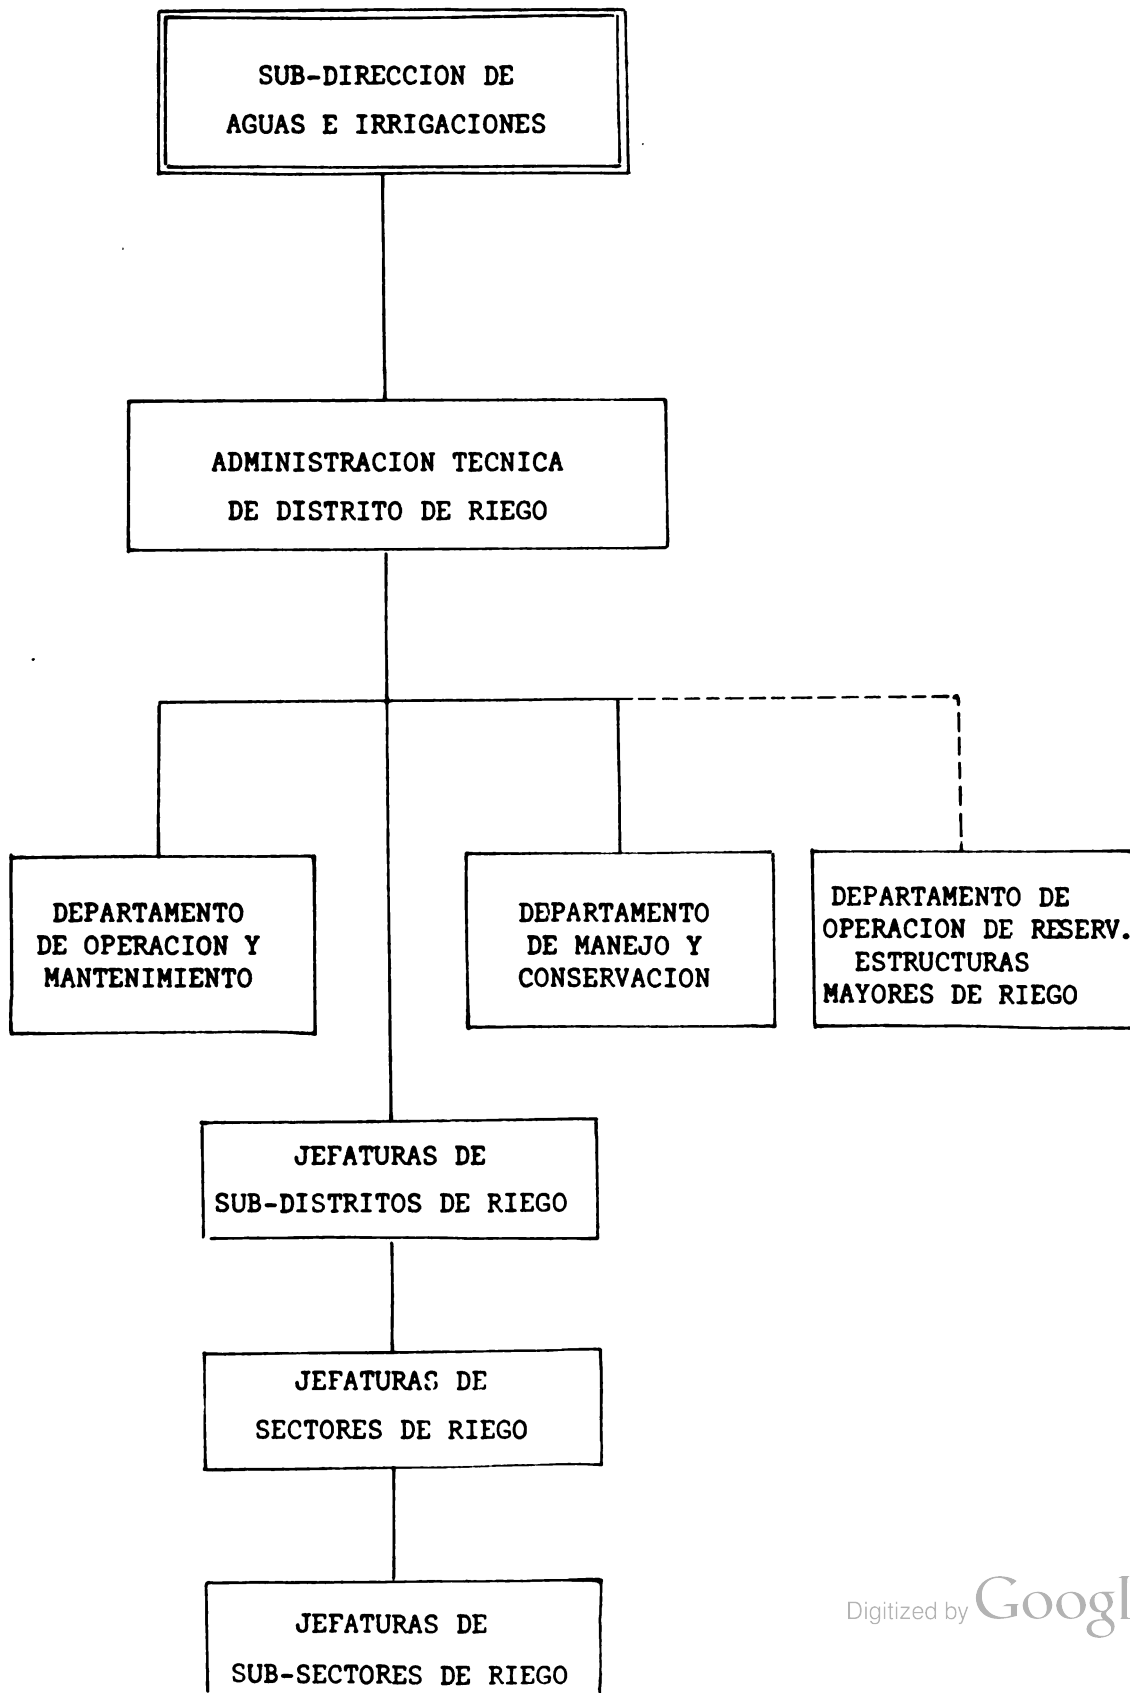 SUB-DIRECCION DE
AGUAS E IRRIGACIONES
ADMINISTRACION TECNICA
DE DISTRITO DE RIEGO
DEPARTAMENTO
DE OPERACION Y
MANTENIMIENTO
DEPARTAMENTO
DE MANEJO Y
CONSERVACION
DEPARTAMENTO DE
OPERACION DE RESERV.
ESTRUCTURAS
MAYORES DE RIEGO
JEFATURAS DE
SUB-DISTRITOS DE RIEGO
JEFATURAS DE
SECTORES DE RIEGO
JEFATURAS DE
SUB-SECTORES DE RIEGO
Digitized by Googl